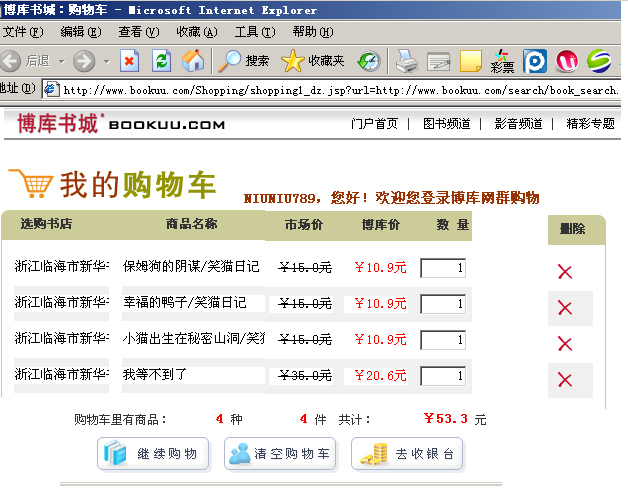 博库书城：购物车 - Microsoft Internet Explorer
文件(F) 编辑(E) 查看(V) 收藏(A) 工具(T) 帮助(H)
后退 搜索 收藏夹 彩票
地址(D) http://www.bookuu.com/Shopping/shopping1_dz.jsp?url=http://www.bookuu.com/search/book_search.
博库书城 BOOKUU.COM 门户首页 | 图书频道 | 影音频道 | 精彩专题
我的购物车 NIUNIU789，您好！欢迎您登录博库网群购物
选购书店 商品名称 市场价 博库价 数 量 删除
浙江临海市新华书 保姆狗的阴谋/笑猫日记 ￥15.0元 ￥10.9元 1
浙江临海市新华书 幸福的鸭子/笑猫日记 ￥15.0元 ￥10.9元 1
浙江临海市新华书 小猫出生在秘密山洞/笑猫 ￥15.0元 ￥10.9元 1
浙江临海市新华书 我等不到了 ￥35.0元 ￥20.6元 1
购物车里有商品： 4 种 4 件 共计： ￥53.3 元
继续购物 清空购物车 去收银台